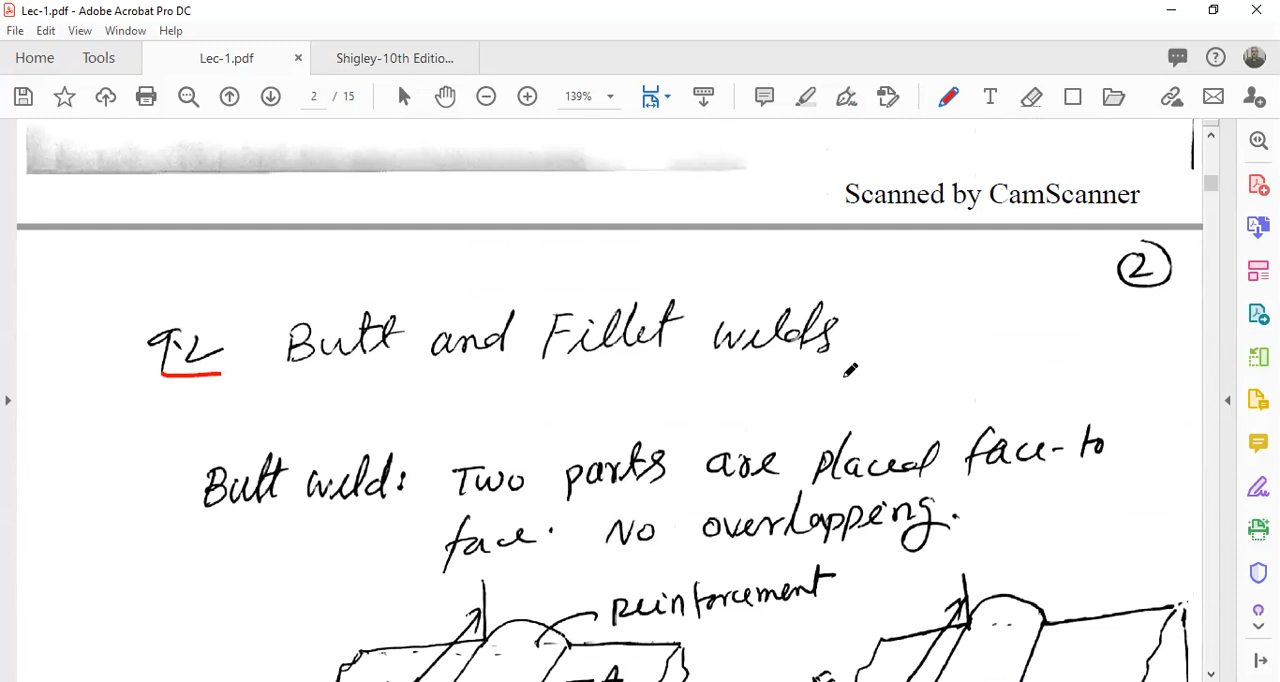 Lec-1.pdf - Adobe Acrobat Pro DC
File Edit View Window Help
Home Tools Lec-1.pdf × Shigley-10th Editio...
2 / 15 139%
Scanned by CamScanner
2
9.2 Butt and Fillet welds
Butt weld: Two parts are placed face-to
face. No overlapping.
reinforcement